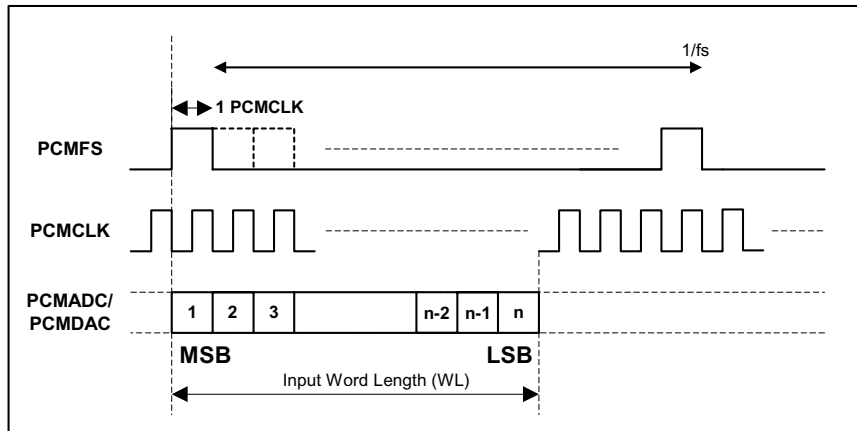 1/fs
1 PCMCLK
PCMFS
PCMCLK
PCMADC/
PCMDAC
1 2 3 n-2 n-1 n
MSB LSB
Input Word Length (WL)